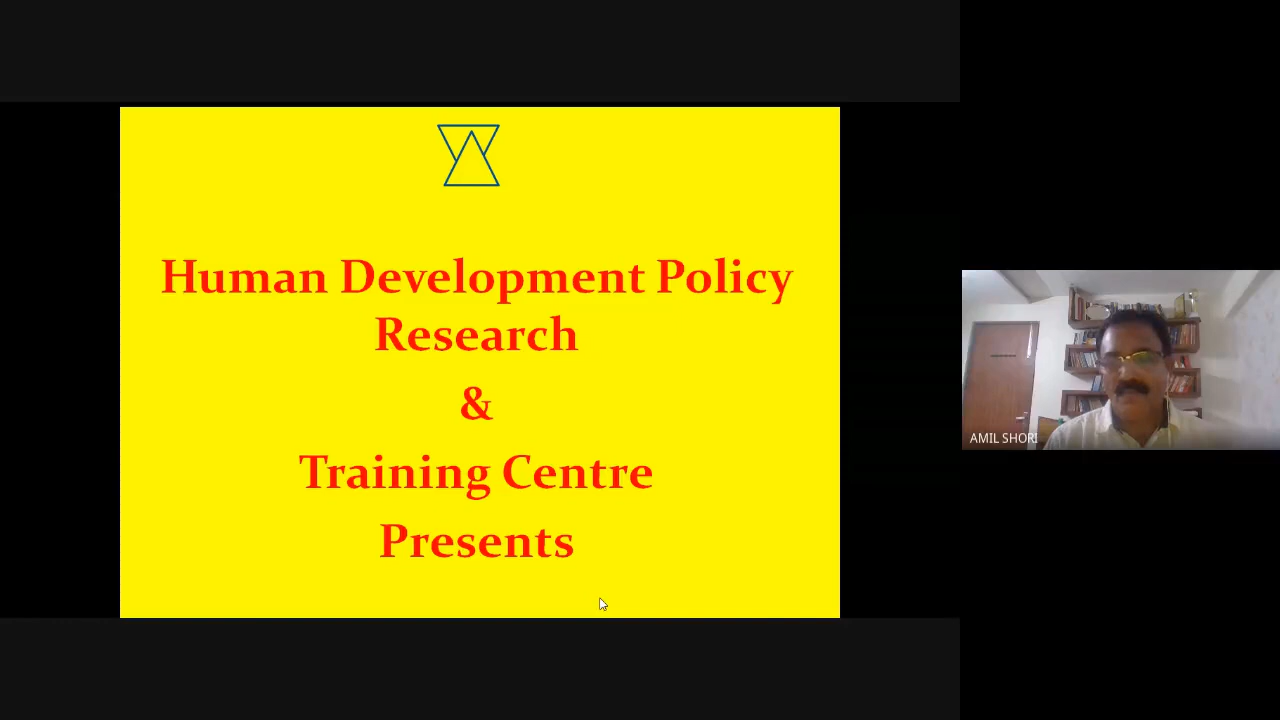 Human Development Policy
Research
&
Training Centre
Presents
AMIL SHORI